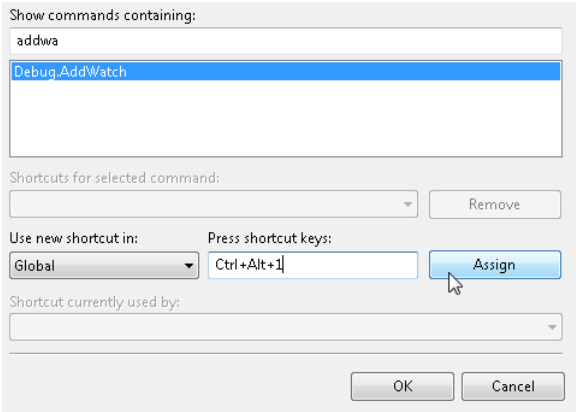 Show commands containing:
addwa
Debug.AddWatch
Shortcuts for selected command:
Remove
Use new shortcut in:
Press shortcut keys:
Global
Ctrl+Alt+1
Assign
Shortcut currently used by:
OK
Cancel